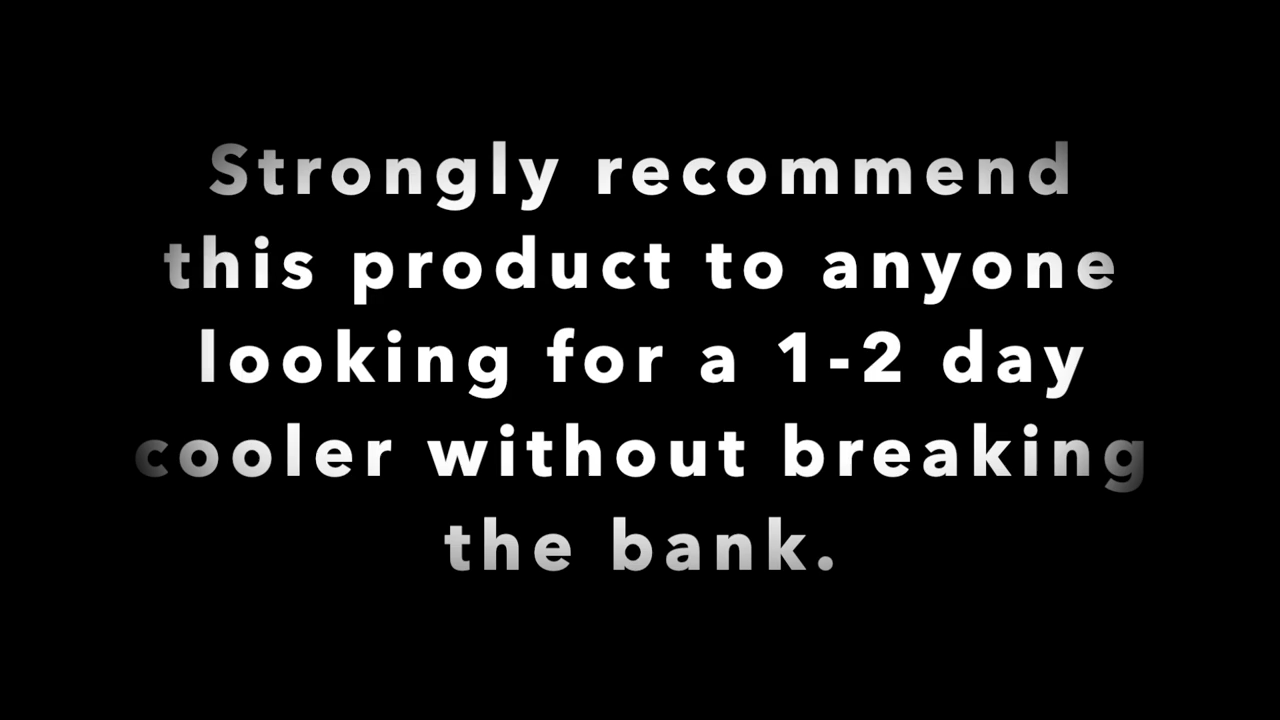 Strongly recommend
this product to anyone
looking for a 1-2 day
cooler without breaking
the bank.